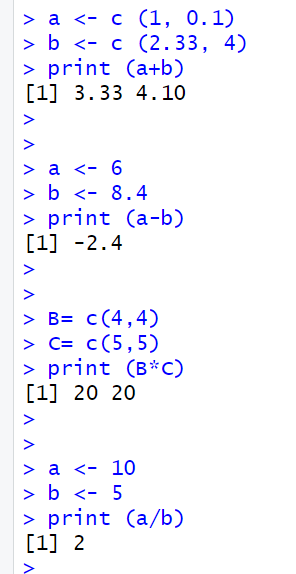 > a <- c (1, 0.1)
> b <- c (2.33, 4)
> print (a+b)
[1] 3.33 4.10
>
>
> a <- 6
> b <- 8.4
> print (a-b)
[1] -2.4
>
>
> B= c(4,4)
> C= c(5,5)
> print (B*C)
[1] 20 20
>
>
> a <- 10
> b <- 5
> print (a/b)
[1] 2
>